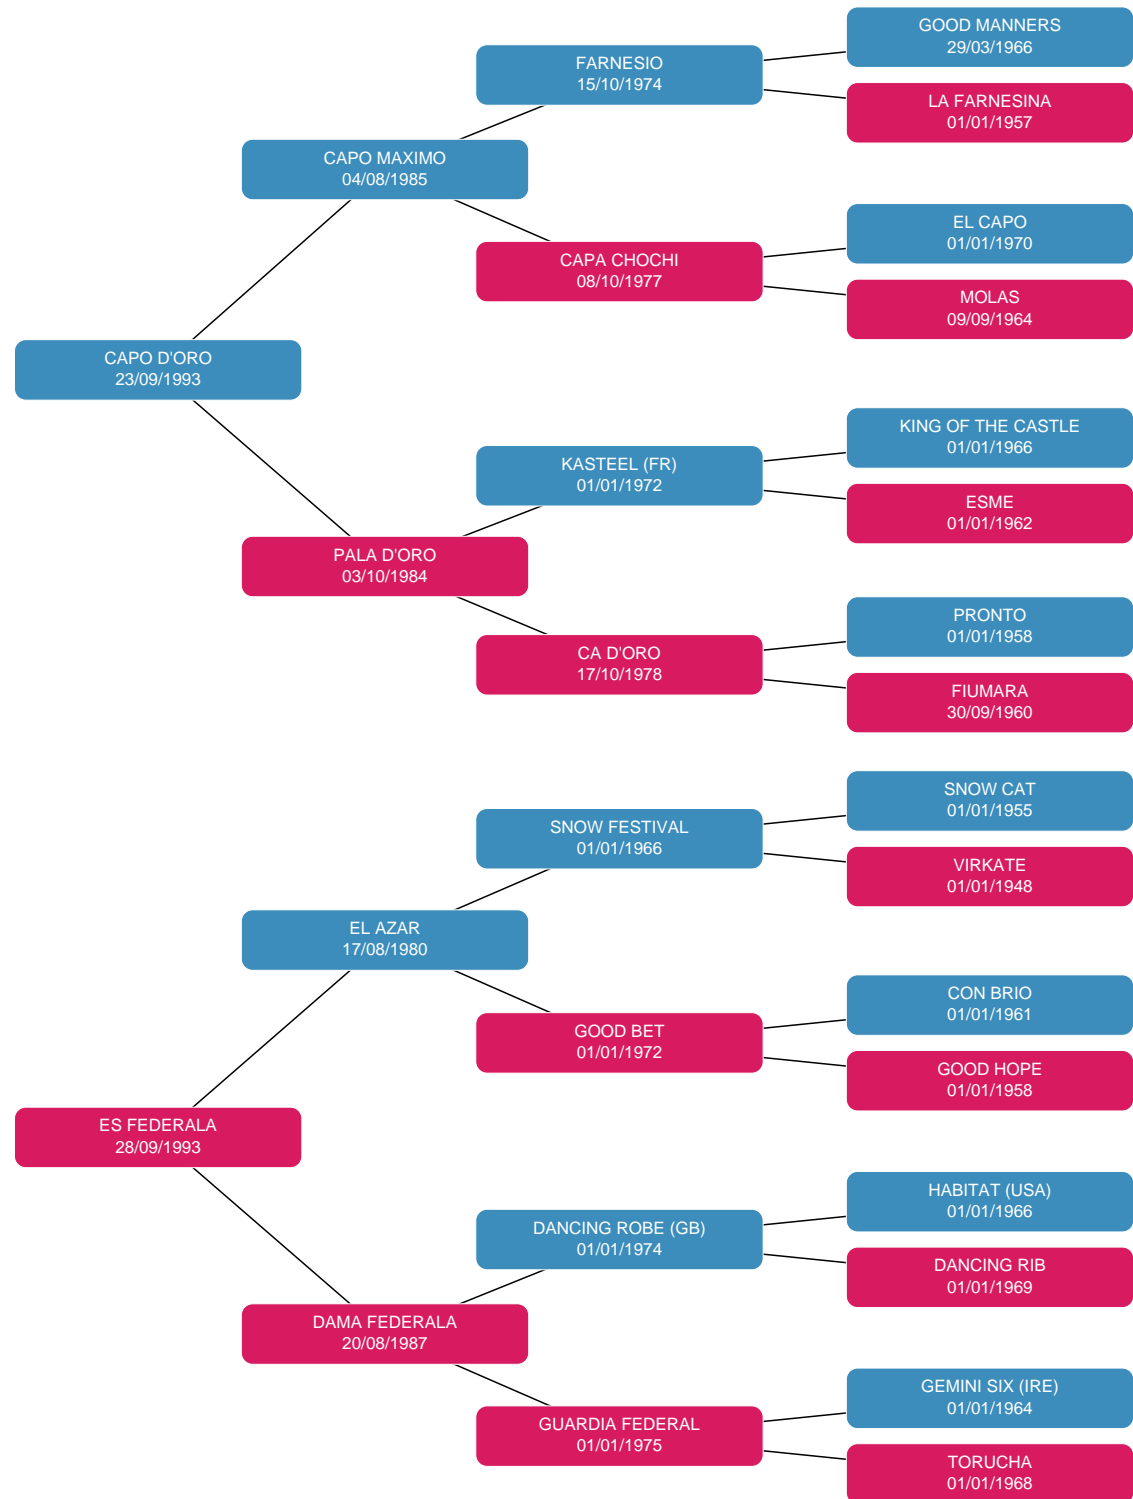 GOOD MANNERS
29/03/1966
FARNESIO
15/10/1974
LA FARNESINA
01/01/1957
CAPO MAXIMO
04/08/1985
EL CAPO
01/01/1970
CAPA CHOCHI
08/10/1977
MOLAS
09/09/1964
CAPO D'ORO
23/09/1993
KING OF THE CASTLE
01/01/1966
KASTEEL (FR)
01/01/1972
ESME
01/01/1962
PALA D'ORO
03/10/1984
PRONTO
01/01/1958
CA D'ORO
17/10/1978
FIUMARA
30/09/1960
SNOW CAT
01/01/1955
SNOW FESTIVAL
01/01/1966
VIRKATE
01/01/1948
EL AZAR
17/08/1980
CON BRIO
01/01/1961
GOOD BET
01/01/1972
GOOD HOPE
01/01/1958
ES FEDERALA
28/09/1993
HABITAT (USA)
01/01/1966
DANCING ROBE (GB)
01/01/1974
DANCING RIB
01/01/1969
DAMA FEDERALA
20/08/1987
GEMINI SIX (IRE)
01/01/1964
GUARDIA FEDERAL
01/01/1975
TORUCHA
01/01/1968